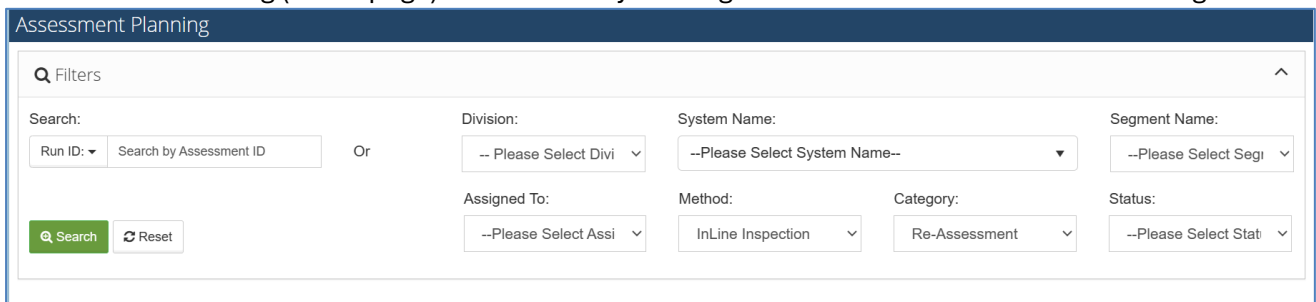 Assessment Planning
Filters
Search: Division: System Name: Segment Name:
Run ID: Search by Assessment ID Or -- Please Select Divi --Please Select System Name-- --Please Select Segr
Assigned To: Method: Category: Status:
Search Reset --Please Select Assi InLine Inspection Re-Assessment --Please Select Stat